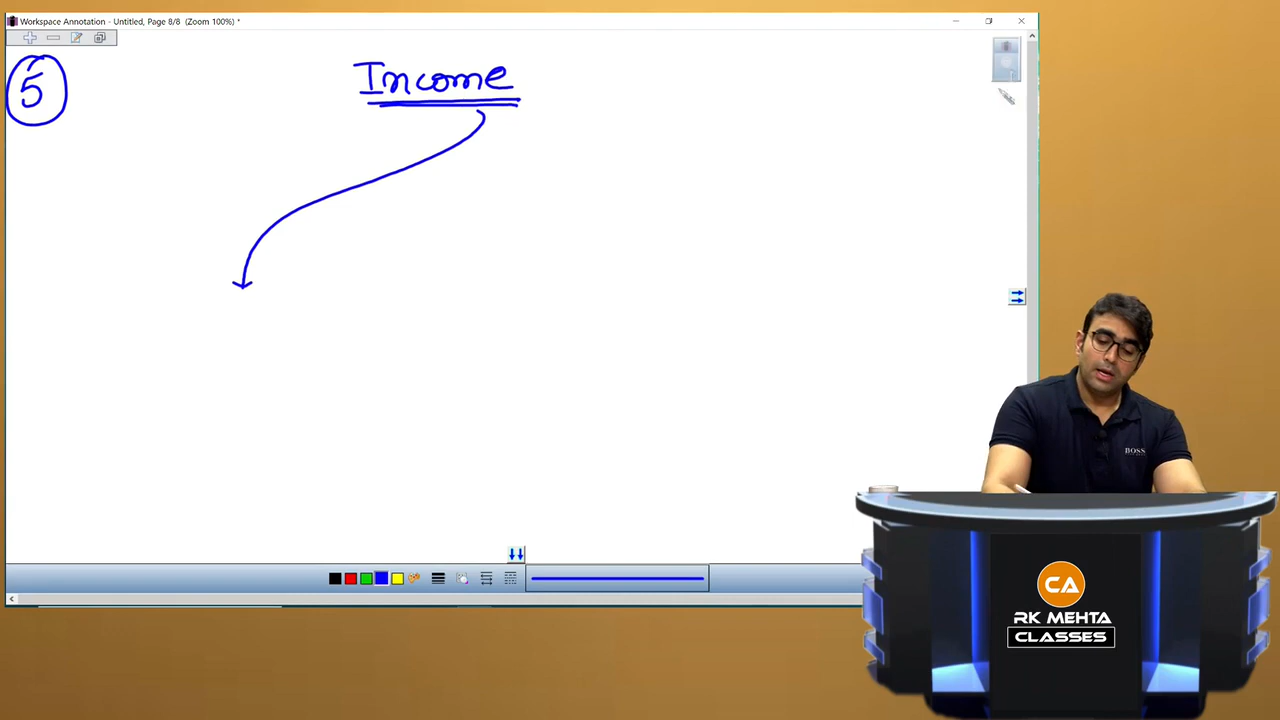 Workspace Annotation - Untitled, Page 8/8 (Zoom 100%) *
5
Income
BOSS
CA
RK MEHTA
CLASSES